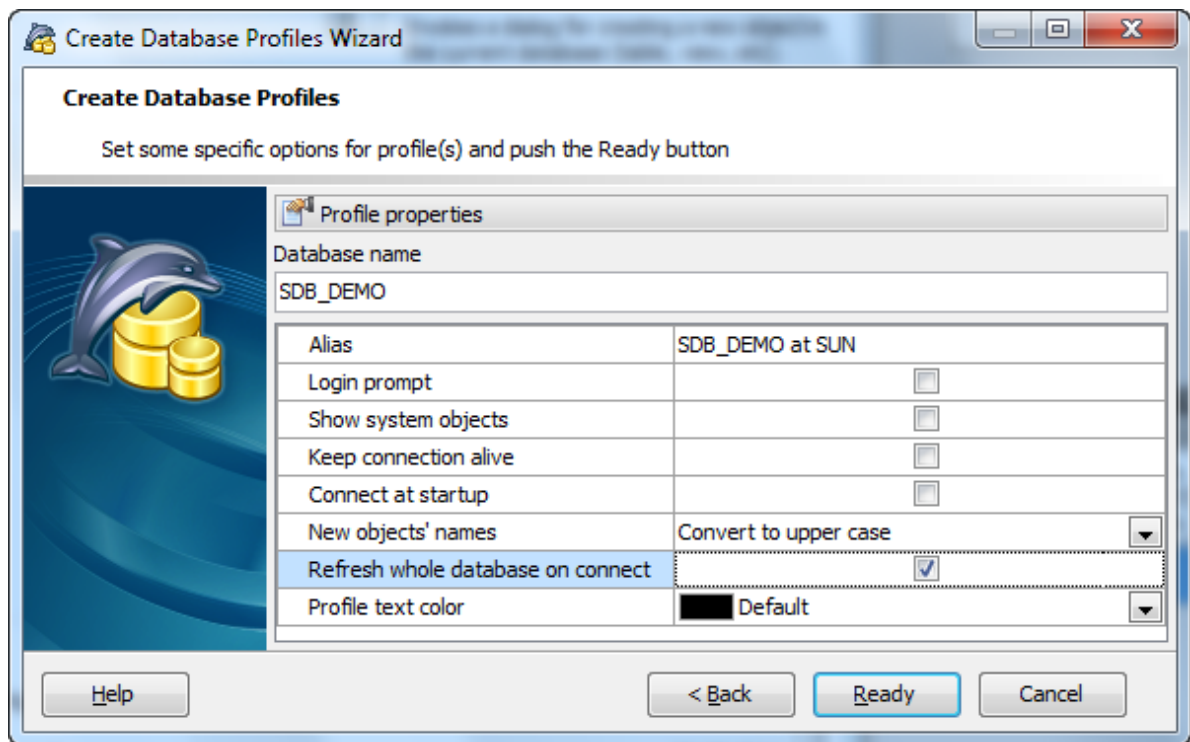 Create Database Profiles Wizard
Create Database Profiles
Set some specific options for profile(s) and push the Ready button
Profile properties
Database name
SDB_DEMO
Alias SDB_DEMO at SUN
Login prompt
Show system objects
Keep connection alive
Connect at startup
New objects' names Convert to upper case
Refresh whole database on connect
Profile text color Default
Help < Back Ready Cancel